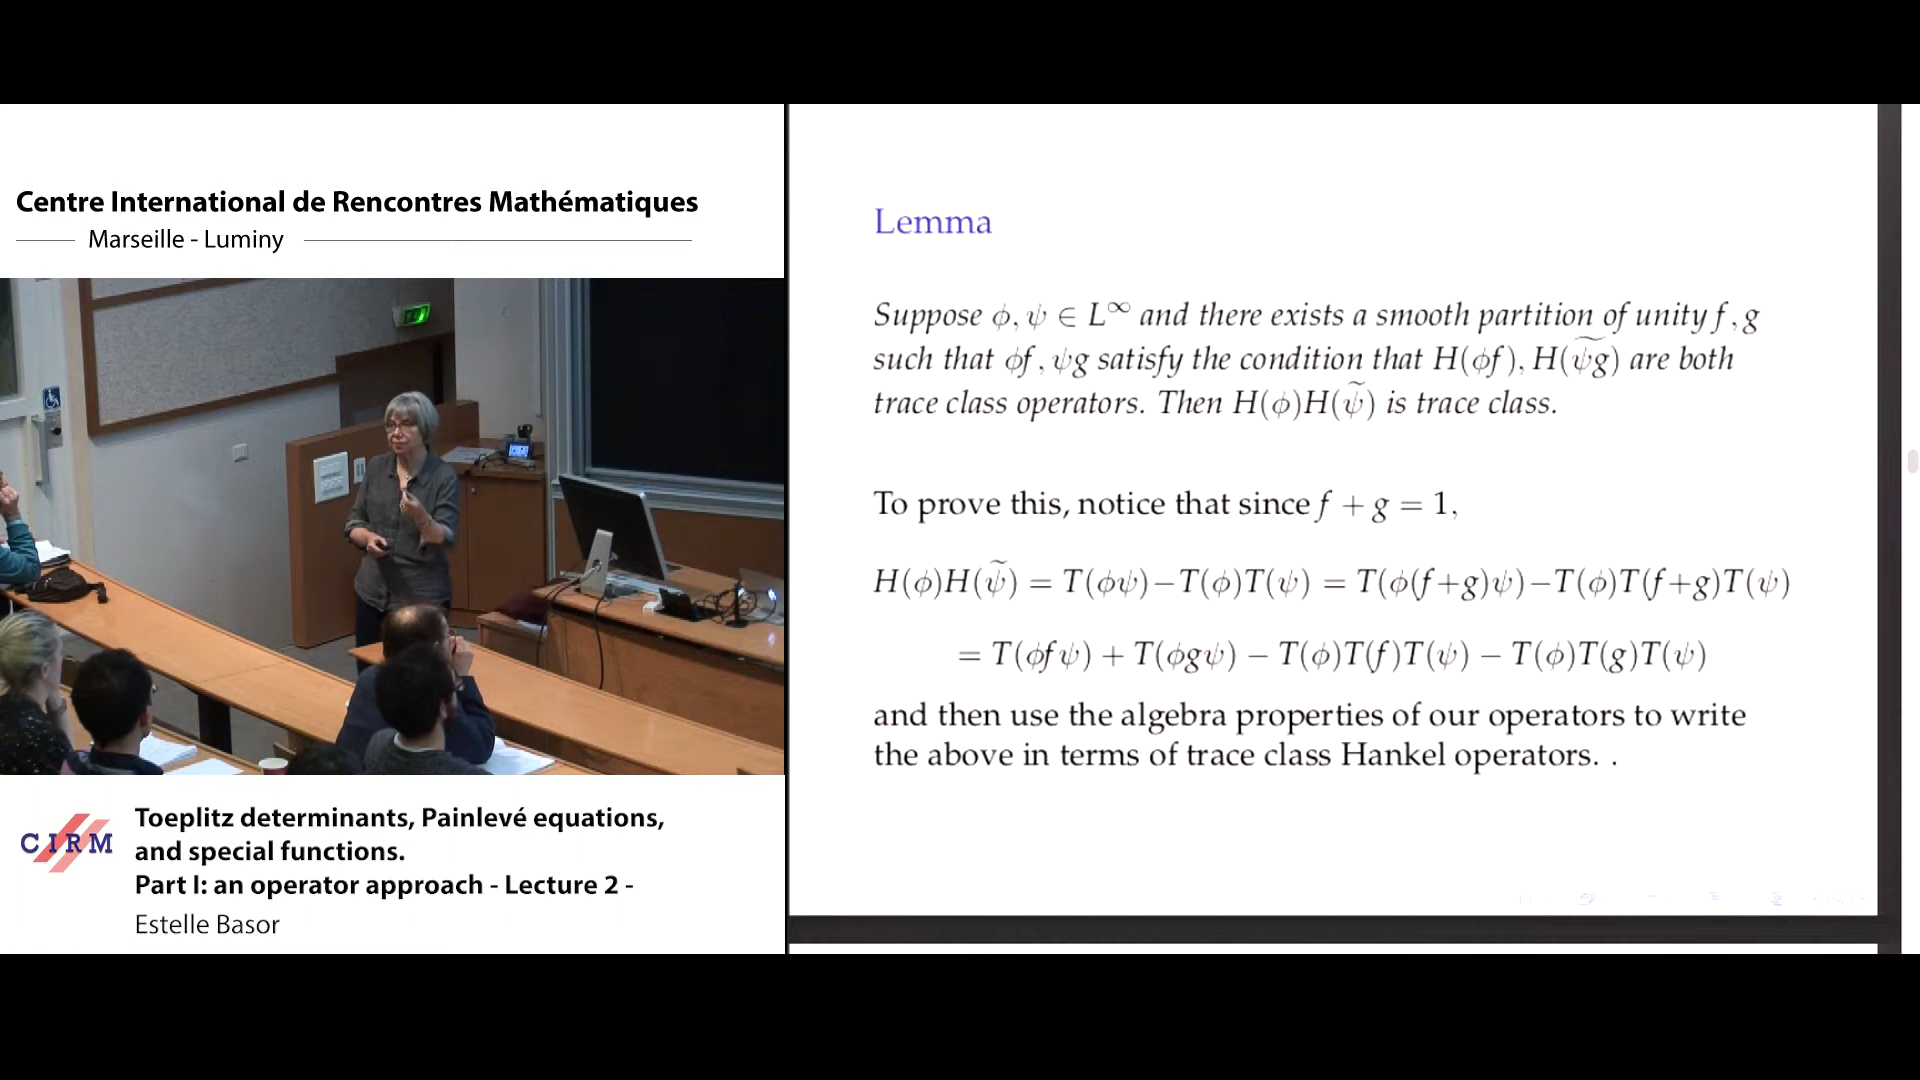 Centre International de Rencontres Mathématiques
Marseille - Luminy
CIRM
Toeplitz determinants, Painlevé equations,
and special functions.
Part I: an operator approach - Lecture 2 -
Estelle Basor
Lemma
Suppose ϕ, ψ ∈ L^∞ and there exists a smooth partition of unity f, g
such that ϕf, ψg satisfy the condition that H(ϕf), H(\widetilde{ψg}) are both
trace class operators. Then H(ϕ)H(ψ̃) is trace class.
To prove this, notice that since f + g = 1,
H(ϕ)H(ψ̃) = T(ϕψ)−T(ϕ)T(ψ) = T(ϕ(f+g)ψ)−T(ϕ)T(f+g)T(ψ)
= T(ϕfψ) + T(ϕgψ) − T(ϕ)T(f)T(ψ) − T(ϕ)T(g)T(ψ)
and then use the algebra properties of our operators to write
the above in terms of trace class Hankel operators. .